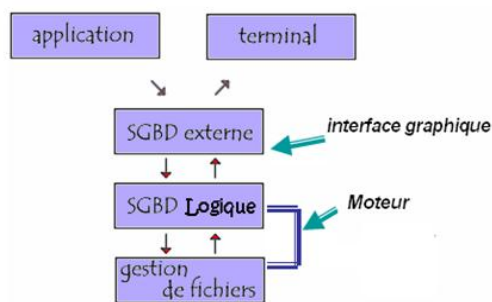 application
terminal
SGBD externe
interface graphique
SGBD Logique
Moteur
gestion
de fichiers